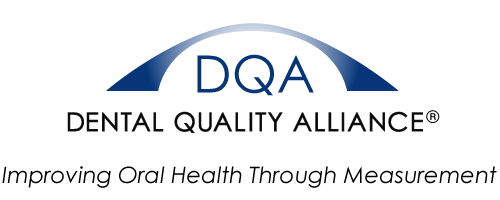 DQA
DENTAL QUALITY ALLIANCE®
Improving Oral Health Through Measurement